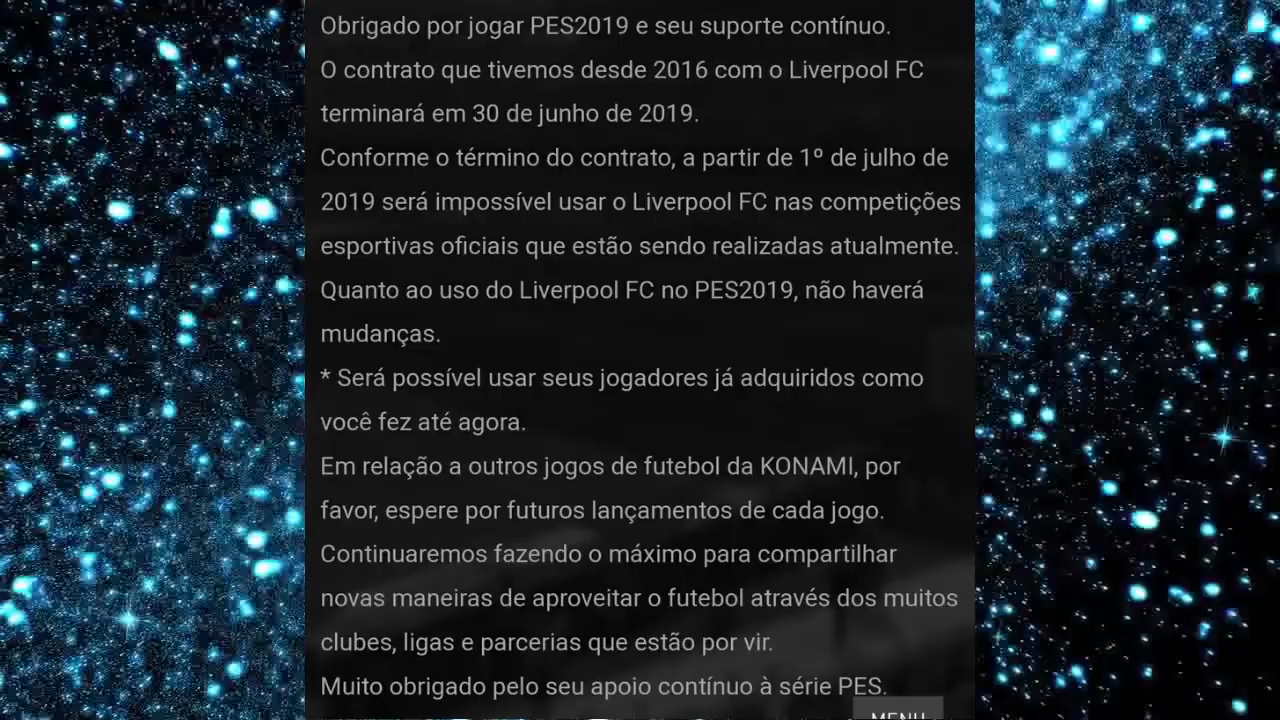 Obrigado por jogar PES2019 e seu suporte contínuo.
O contrato que tivemos desde 2016 com o Liverpool FC
terminará em 30 de junho de 2019.
Conforme o término do contrato, a partir de 1º de julho de
2019 será impossível usar o Liverpool FC nas competições
esportivas oficiais que estão sendo realizadas atualmente.
Quanto ao uso do Liverpool FC no PES2019, não haverá
mudanças.
* Será possível usar seus jogadores já adquiridos como
você fez até agora.
Em relação a outros jogos de futebol da KONAMI, por
favor, espere por futuros lançamentos de cada jogo.
Continuaremos fazendo o máximo para compartilhar
novas maneiras de aproveitar o futebol através dos muitos
clubes, ligas e parcerias que estão por vir.
Muito obrigado pelo seu apoio contínuo à série PES.
MENU